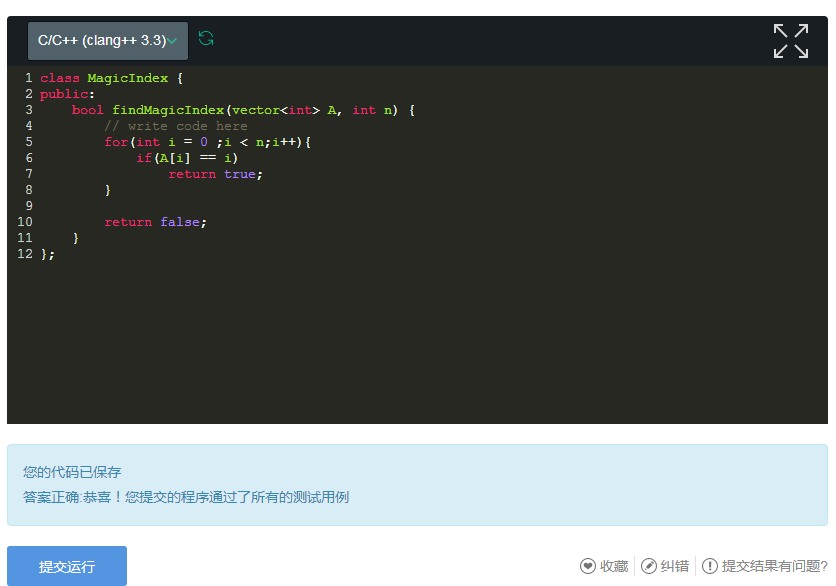 C/C++ (clang++ 3.3)
1 class MagicIndex {
2 public:
3     bool findMagicIndex(vector<int> A, int n) {
4         // write code here
5         for(int i = 0 ;i < n;i++){
6             if(A[i] == i)
7                 return true;
8         }
9
10         return false;
11     }
12 };
您的代码已保存
答案正确:恭喜！您提交的程序通过了所有的测试用例
提交运行 收藏 纠错 提交结果有问题?